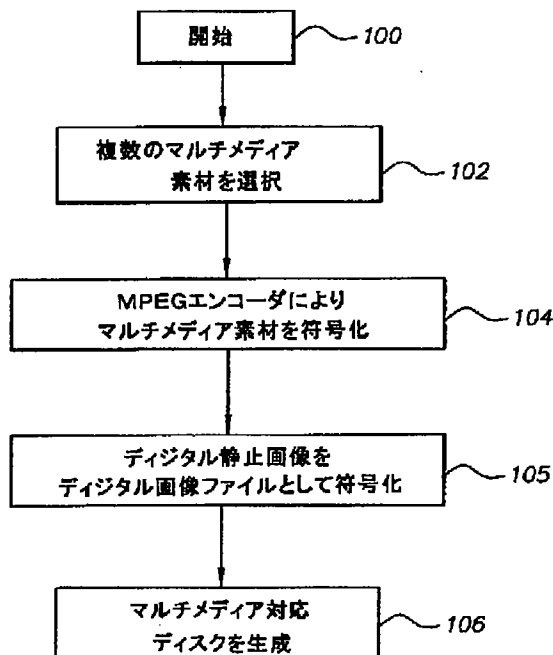 開始
100
複数のマルチメディア
素材を選択
102
MPEGエンコーダにより
マルチメディア素材を符号化
104
ディジタル静止画像を
ディジタル画像ファイルとして符号化
105
マルチメディア対応
ディスクを生成
106